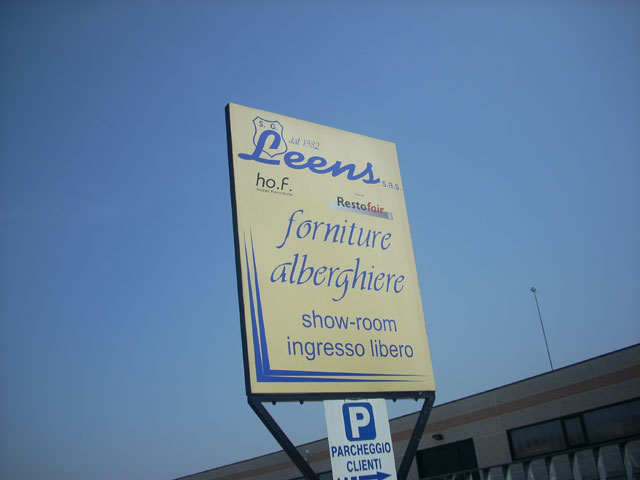 S. G.
dal 1982
Leens s.a.s.
ho.f.
Restofair
forniture
alberghiere
show-room
ingresso libero
P
PARCHEGGIO
CLIENTI